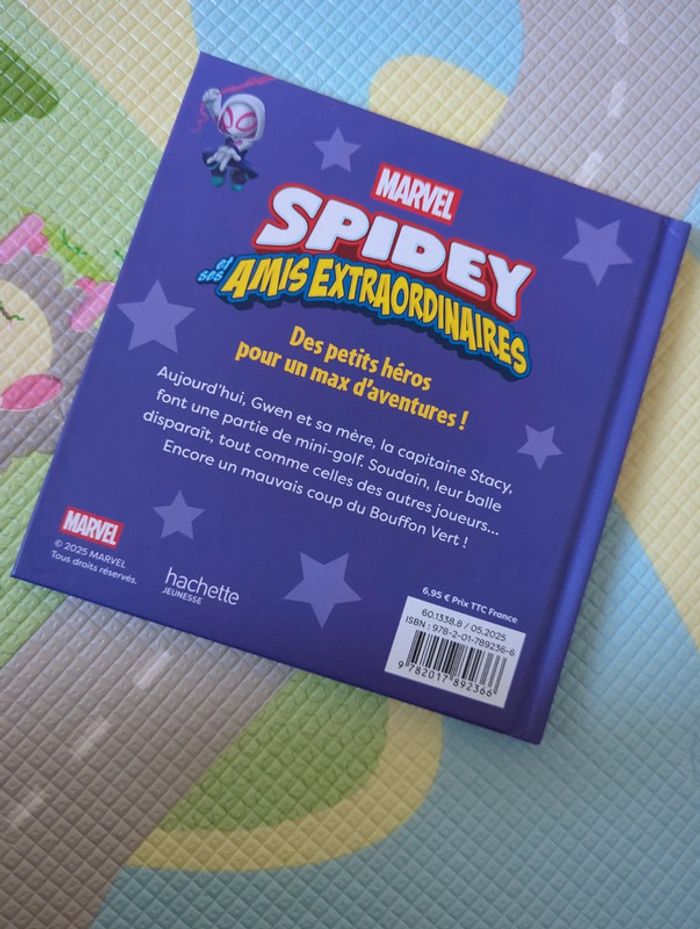 MARVEL
SPIDEY
et ses AMIS EXTRAORDINAIRES
Des petits héros
pour un max d'aventures !
Aujourd'hui, Gwen et sa mère, la capitaine Stacy,
font une partie de mini-golf. Soudain, leur balle
disparaît, tout comme celles des autres joueurs...
Encore un mauvais coup du Bouffon Vert !
MARVEL
© 2025 MARVEL
Tous droits réservés.
hachette
JEUNESSE
6,95 € Prix TTC France
60.1338.8 / 05.2025
ISBN : 978-2-01-789236-6
9 782017 892366